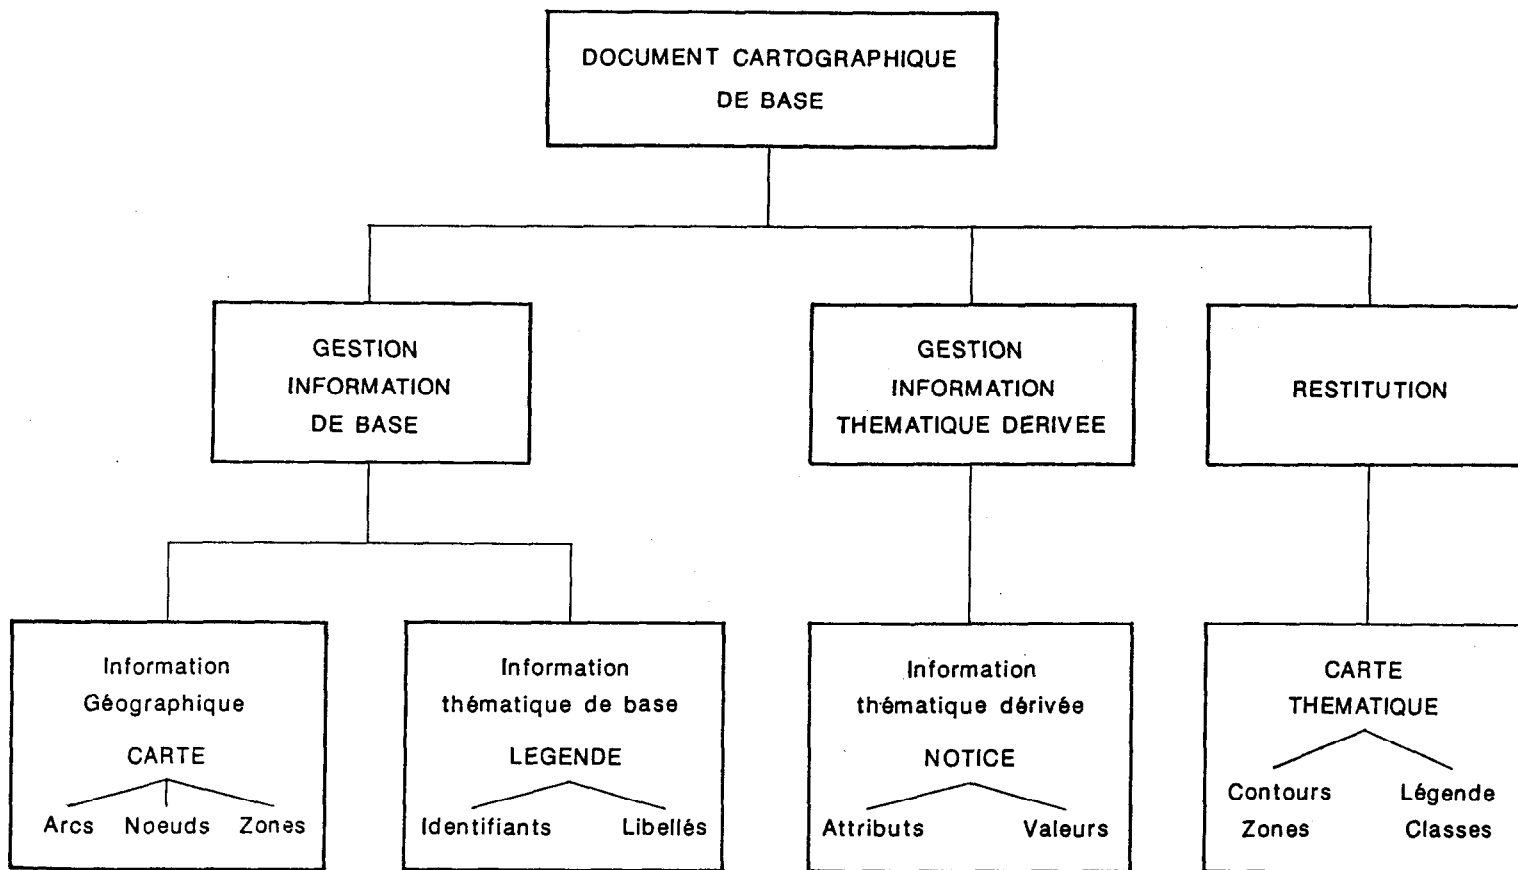 DOCUMENT CARTOGRAPHIQUE
DE BASE
GESTION
INFORMATION
DE BASE
GESTION
INFORMATION
THEMATIQUE DERIVEE
RESTITUTION
Information
Géographique
CARTE
Arcs Noeuds Zones
Information
thématique de base
LEGENDE
Identifiants Libellés
Information
thématique dérivée
NOTICE
Attributs Valeurs
CARTE
THEMATIQUE
Contours Légende
Zones Classes